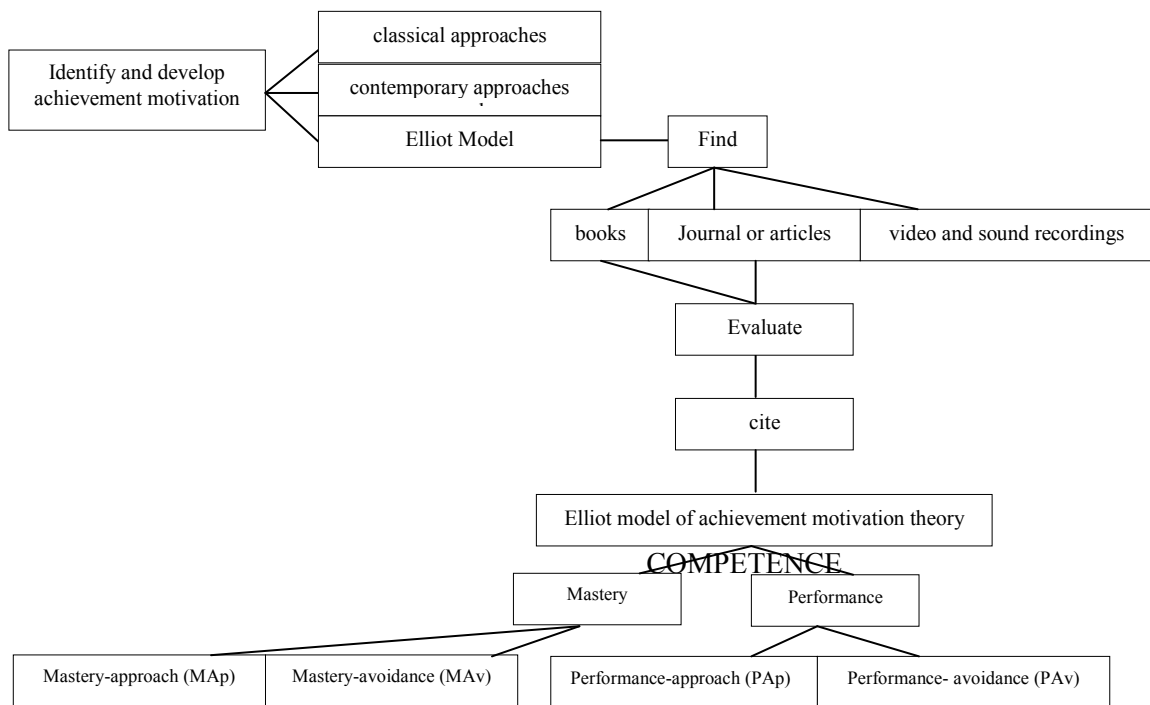 classical approaches
Identify and develop
achievement motivation
contemporary approaches
Elliot Model
Find
books
Journal or articles
video and sound recordings
Evaluate
cite
Elliot model of achievement motivation theory
COMPETENCE
Mastery
Performance
Mastery-approach (MAp)
Mastery-avoidance (MAv)
Performance-approach (PAp)
Performance- avoidance (PAv)